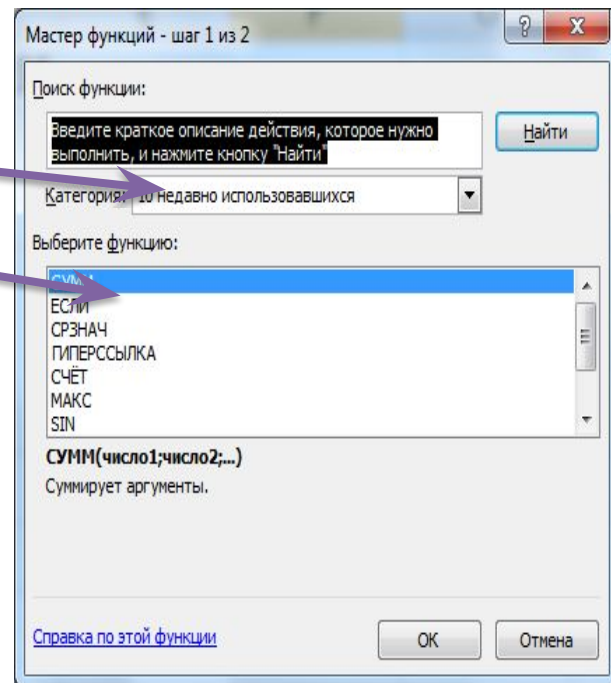 Мастер функций - шаг 1 из 2
Поиск функции:
Введите краткое описание действия, которое нужно
выполнить, и нажмите кнопку "Найти"
Найти
Категория: 10 недавно использовавшихся
Выберите функцию:
СУММ
ЕСЛИ
СРЗНАЧ
ГИПЕРССЫЛКА
СЧЁТ
МАКС
SIN
СУММ(число1;число2;...)
Суммирует аргументы.
Справка по этой функции
ОК
Отмена